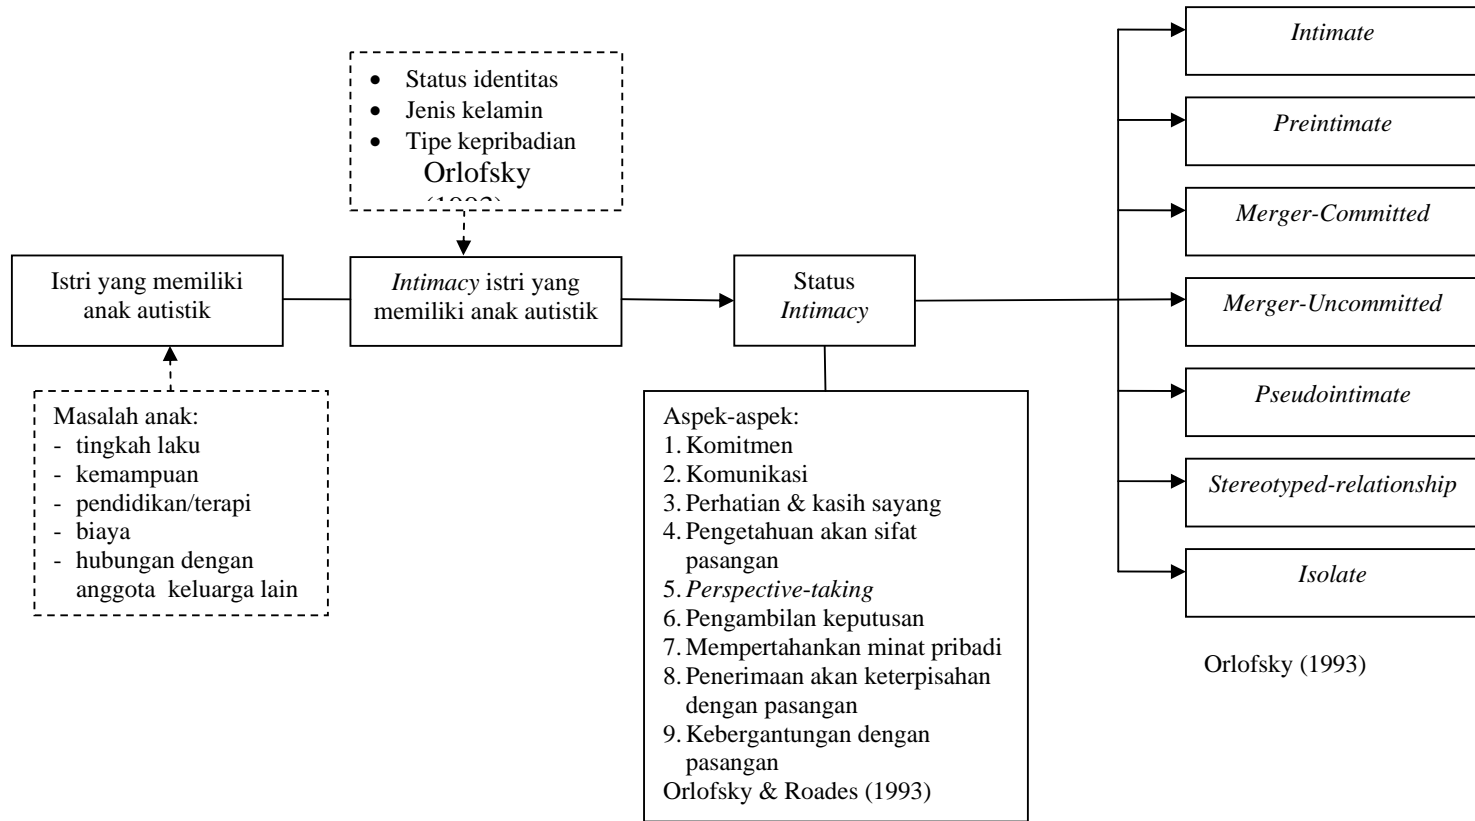 Status identitas
Jenis kelamin
Tipe kepribadian
Orlofsky
Istri yang memiliki
anak autistik
Intimacy istri yang
memiliki anak autistik
Status
Intimacy
Masalah anak:
- tingkah laku
- kemampuan
- pendidikan/terapi
- biaya
- hubungan dengan
anggota keluarga lain
Aspek-aspek:
1. Komitmen
2. Komunikasi
3. Perhatian & kasih sayang
4. Pengetahuan akan sifat
pasangan
5. Perspective-taking
6. Pengambilan keputusan
7. Mempertahankan minat pribadi
8. Penerimaan akan keterpisahan
dengan pasangan
9. Kebergantungan dengan
pasangan
Orlofsky & Roades (1993)
Intimate
Preintimate
Merger-Committed
Merger-Uncommitted
Pseudointimate
Stereotyped-relationship
Isolate
Orlofsky (1993)